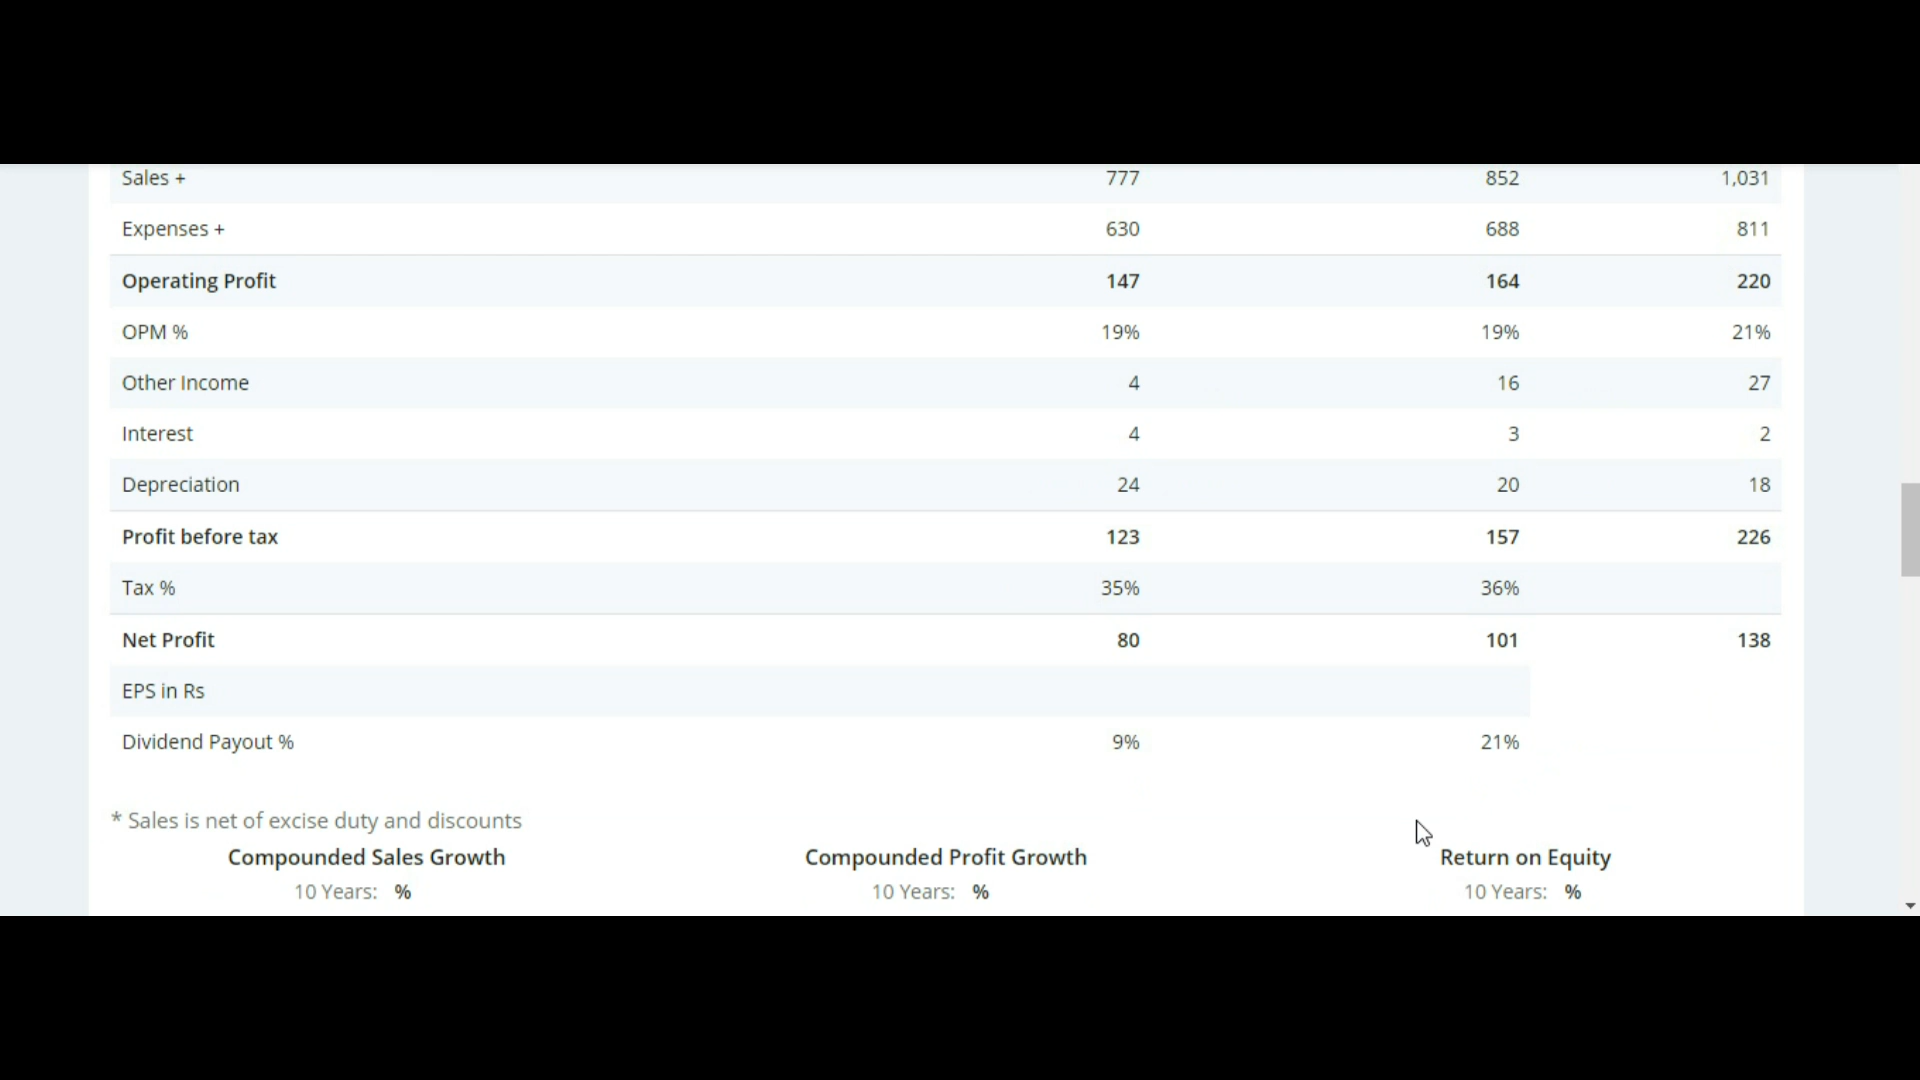 Sales + 777 852 1,031
Expenses + 630 688 811
Operating Profit 147 164 220
OPM % 19% 19% 21%
Other Income 4 16 27
Interest 4 3 2
Depreciation 24 20 18
Profit before tax 123 157 226
Tax % 35% 36%
Net Profit 80 101 138
EPS in Rs
Dividend Payout % 9% 21%
* Sales is net of excise duty and discounts
Compounded Sales Growth Compounded Profit Growth Return on Equity
10 Years: % 10 Years: % 10 Years: %